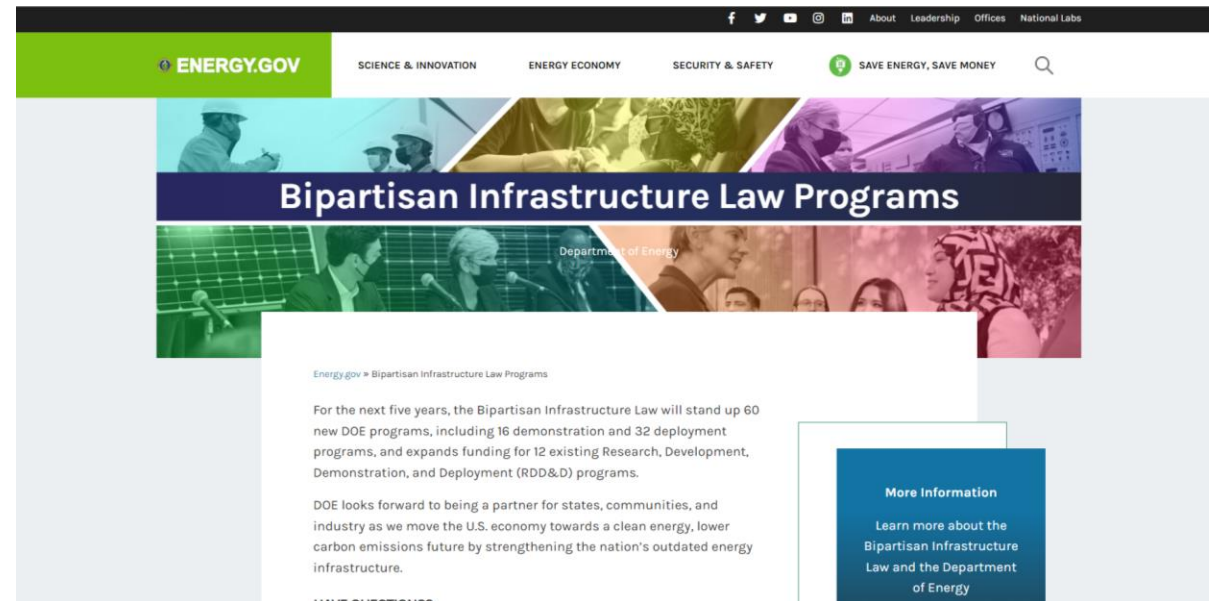 About Leadership Offices National Labs
ENERGY.GOV
SCIENCE & INNOVATION
ENERGY ECONOMY
SECURITY & SAFETY
SAVE ENERGY, SAVE MONEY
Bipartisan Infrastructure Law Programs
Department of Energy
Energy.gov » Bipartisan Infrastructure Law Programs
For the next five years, the Bipartisan Infrastructure Law will stand up 60
new DOE programs, including 16 demonstration and 32 deployment
programs, and expands funding for 12 existing Research, Development,
Demonstration, and Deployment (RDD&D) programs.
DOE looks forward to being a partner for states, communities, and
industry as we move the U.S. economy towards a clean energy, lower
carbon emissions future by strengthening the nation's outdated energy
infrastructure.
More Information
Learn more about the
Bipartisan Infrastructure
Law and the Department
of Energy